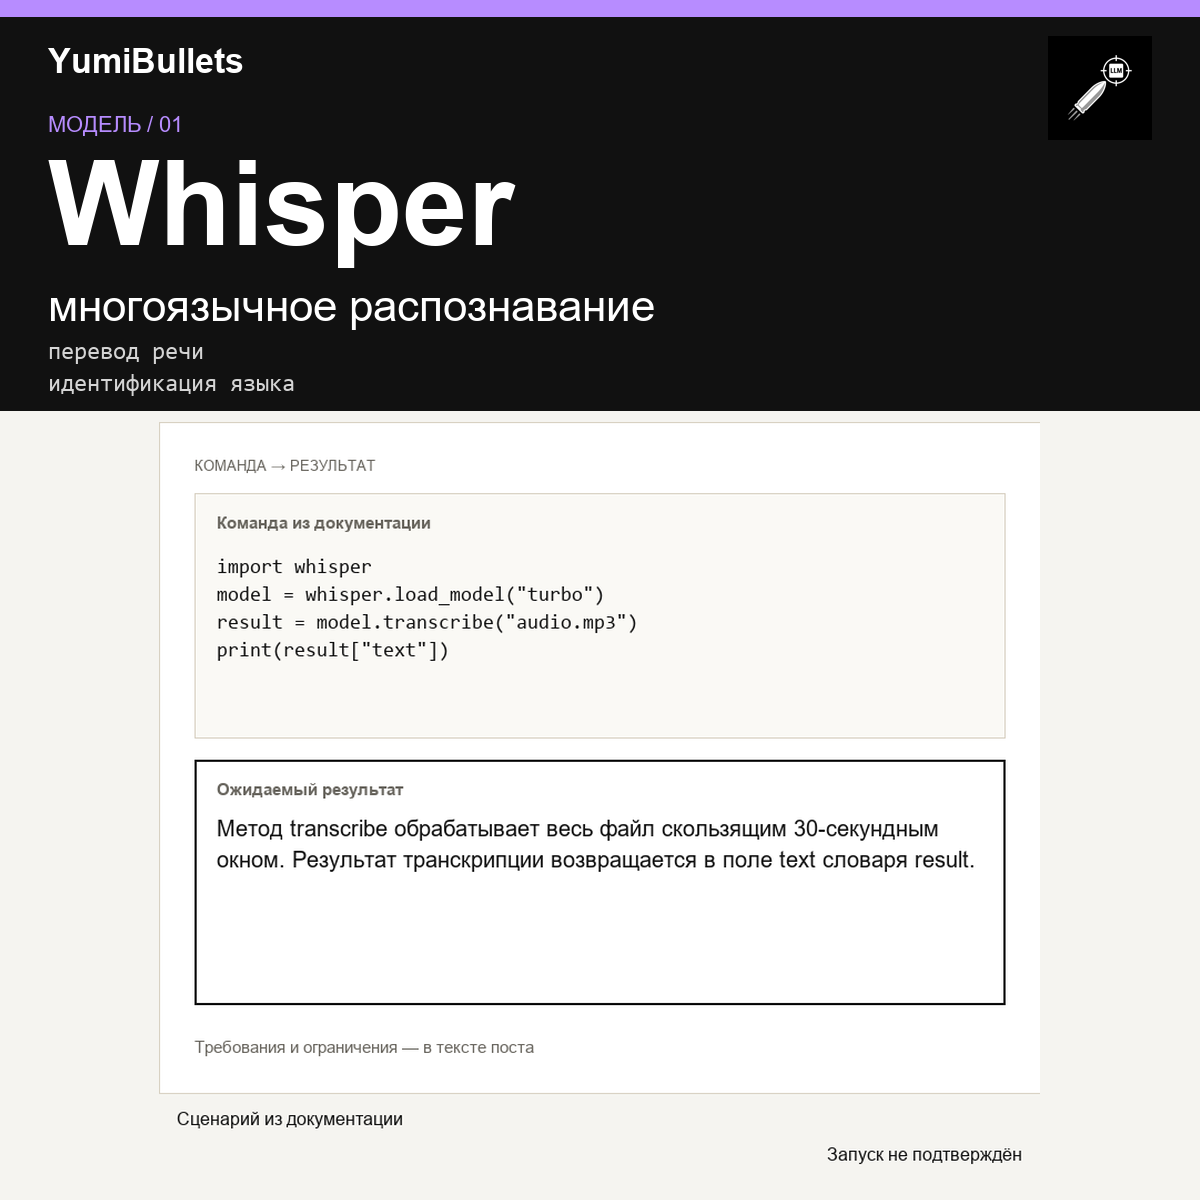 YumiBullets
LLM
МОДЕЛЬ / 01
Whisper
многоязычное распознавание
перевод речи
идентификация языка
КОМАНДА → РЕЗУЛЬТАТ
Команда из документации
import whisper
model = whisper.load_model("turbo")
result = model.transcribe("audio.mp3")
print(result["text"])
Ожидаемый результат
Метод transcribe обрабатывает весь файл скользящим 30-секундным
окном. Результат транскрипции возвращается в поле text словаря result.
Требования и ограничения — в тексте поста
Сценарий из документации
Запуск не подтверждён